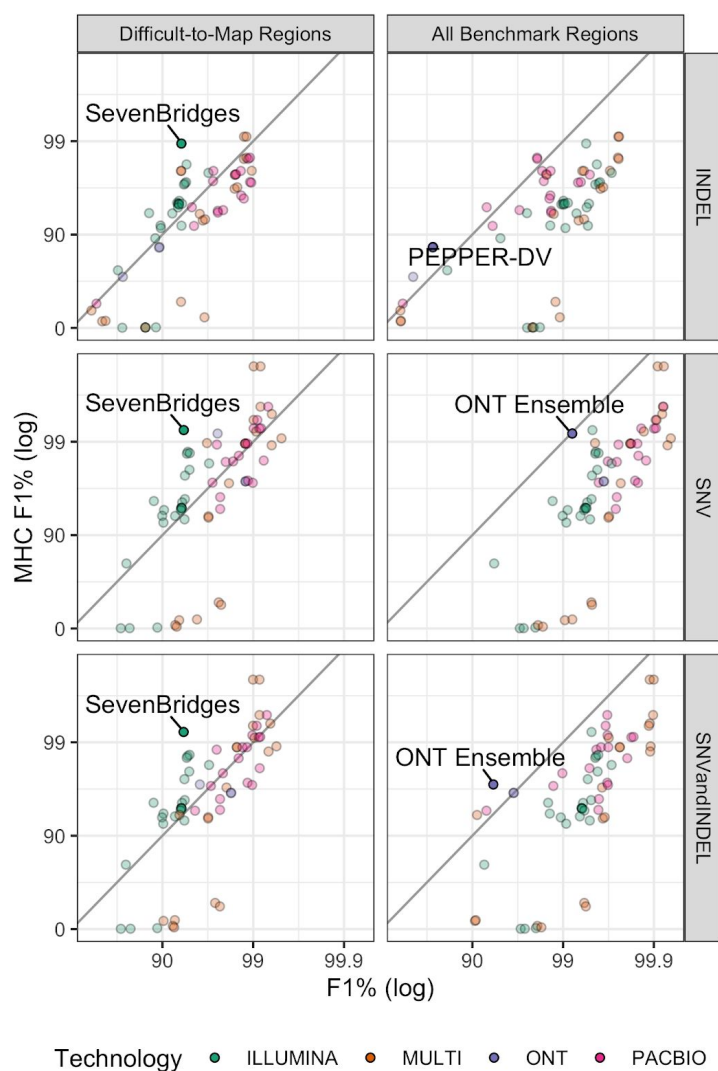 Difficult-to-Map Regions
All Benchmark Regions
SevenBridges
PEPPER-DV
99
90
0
INDEL
SevenBridges
ONT Ensemble
99
90
0
SNV
SevenBridges
ONT Ensemble
99
90
0
SNVandINDEL
MHC F1% (log)
90 99 99.9 90 99 99.9
F1% (log)
Technology ILLUMINA MULTI ONT PACBIO